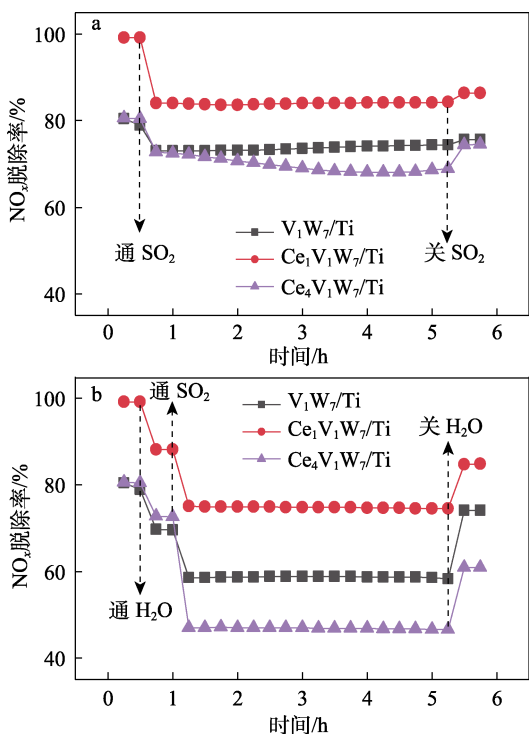 a
100
80
60
40
NOₓ脱除率/%
通 SO₂
关 SO₂
V₁W₇/Ti
Ce₁V₁W₇/Ti
Ce₄V₁W₇/Ti
0 1 2 3 4 5 6
时间/h
b
通 SO₂
100
80
60
40
NOₓ脱除率/%
V₁W₇/Ti
Ce₁V₁W₇/Ti
Ce₄V₁W₇/Ti
关 H₂O
通 H₂O
0 1 2 3 4 5 6
时间/h